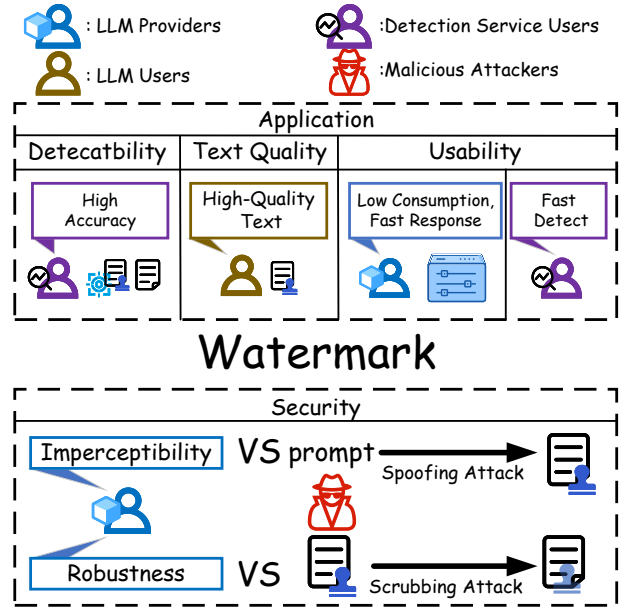 : LLM Providers
:Detection Service Users
: LLM Users
:Malicious Attackers
Application
Detecatbility
Text Quality
Usability
High
Accuracy
High-Quality
Text
Low Consumption,
Fast Response
Fast
Detect
Watermark
Security
Imperceptibility
VS prompt
Spoofing Attack
Robustness
VS
Scrubbing Attack